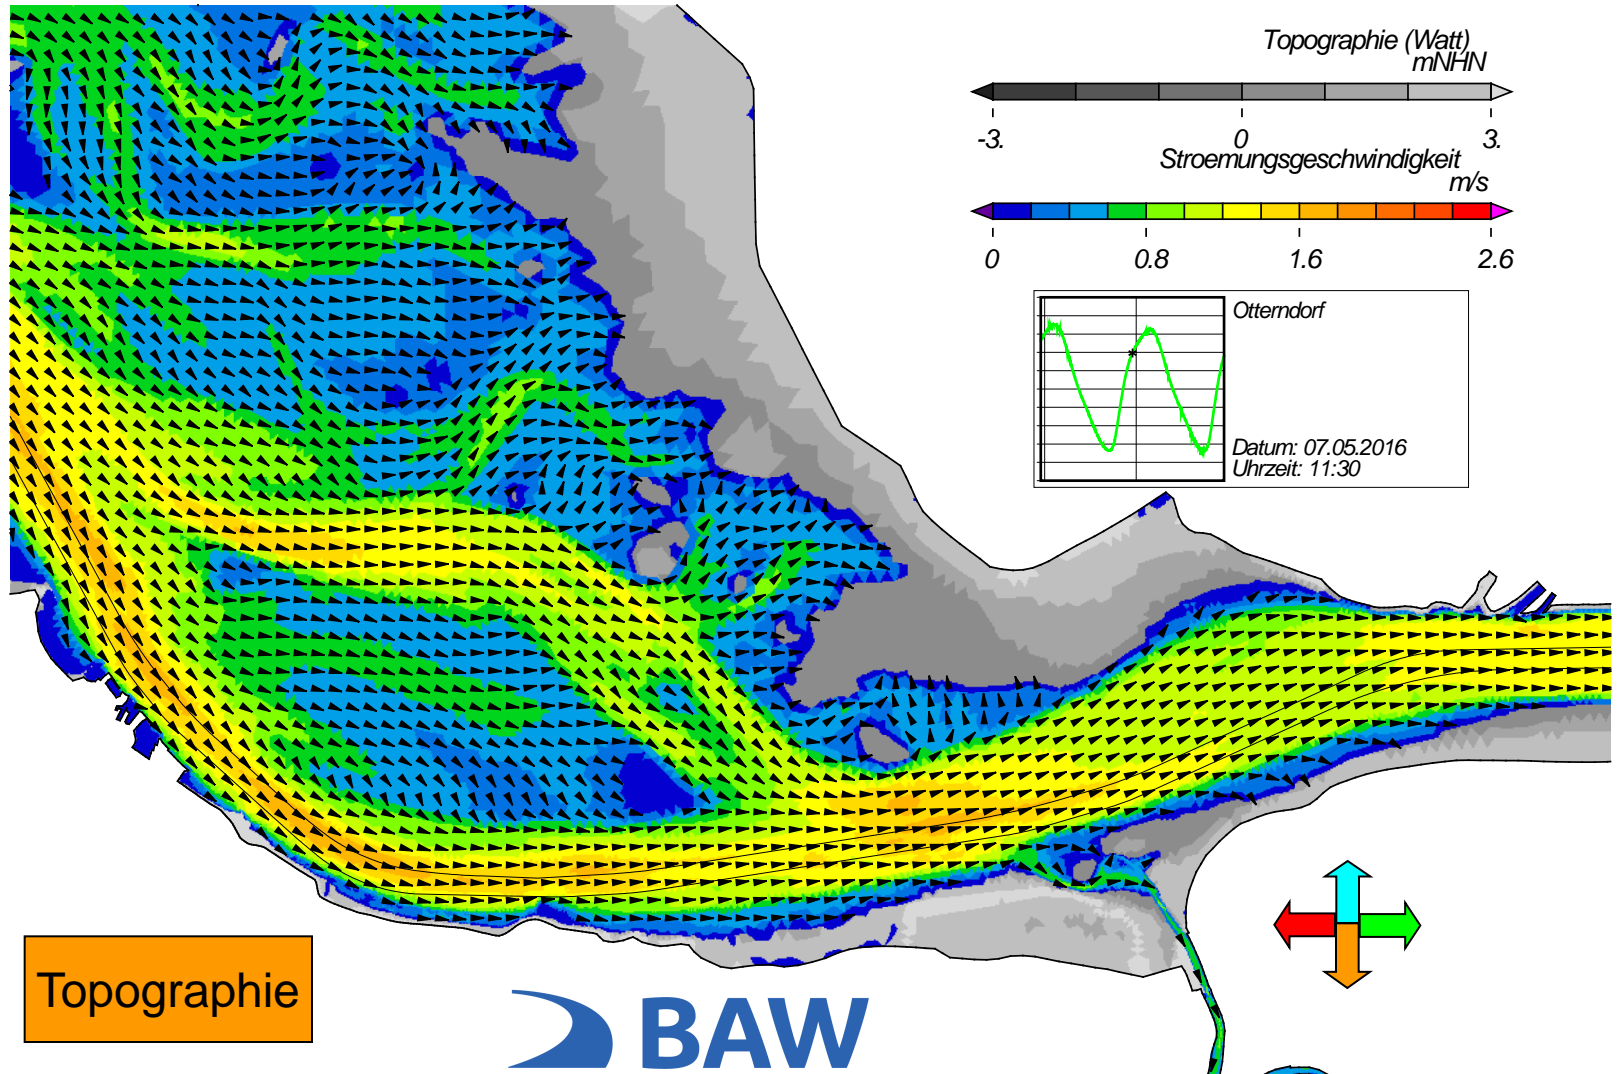 Topographie (Watt)
mNHN
-3. 0 3.
Stroemungsgeschwindigkeit
m/s
0 0.8 1.6 2.6
Otterndorf
Datum: 07.05.2016
Uhrzeit: 11:30
Topographie
BAW